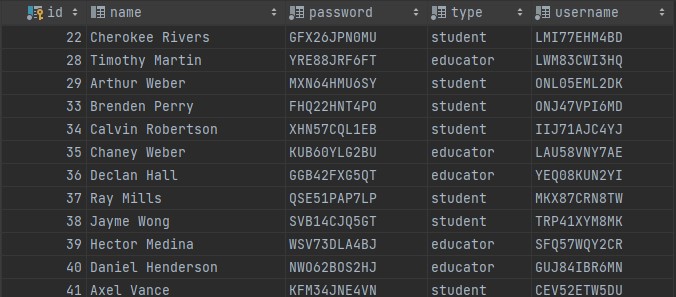 id name password type username
22 Cherokee Rivers GFX26JPN0MU student LMI77EHM4BD
28 Timothy Martin YRE88JRF6FT educator LWM83CWI3HQ
29 Arthur Weber MXN64HMU6SY student ONL05EML2DK
33 Brenden Perry FHQ22HNT4PO student ONJ47VPI6MD
34 Calvin Robertson XHN57CQL1EB student IIJ71AJC4YJ
35 Chaney Weber KUB60YLG2BU educator LAU58VNY7AE
36 Declan Hall GGB42FXG5QT educator YEQ08KUN2YI
37 Ray Mills QSE51PAP7LP student MKX87CRN8TW
38 Jayme Wong SVB14CJQ5GT student TRP41XYM8MK
39 Hector Medina WSV73DLA4BJ educator SFQ57WQY2CR
40 Daniel Henderson NWO62BOS2HJ educator GUJ84IBR6MN
41 Axel Vance KFM34JNE4VN student CEV52ETW5DU